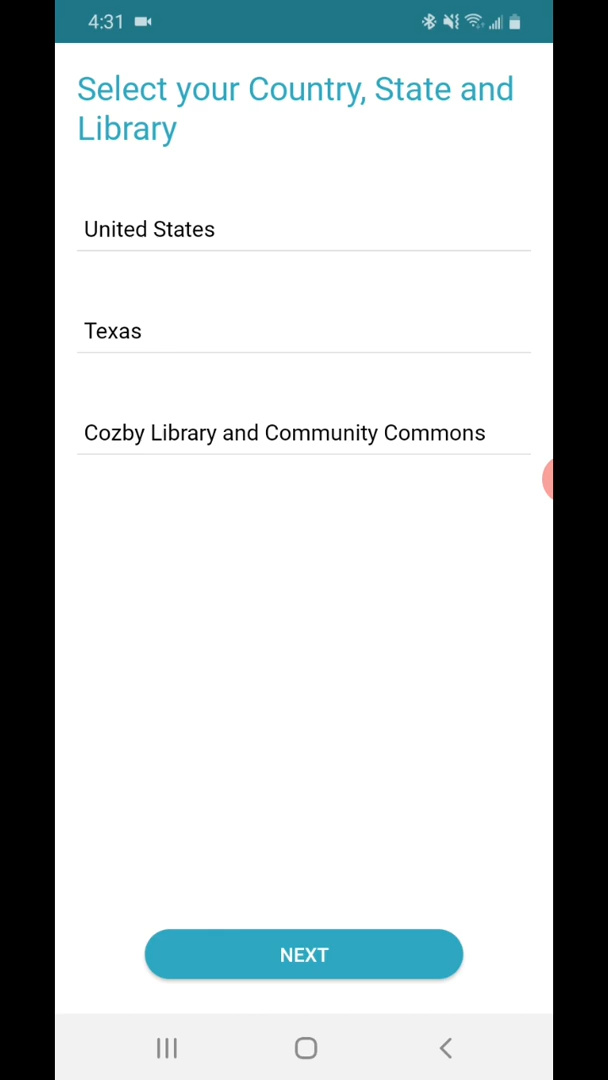 4:31
Select your Country, State and
Library
United States
Texas
Cozby Library and Community Commons
NEXT